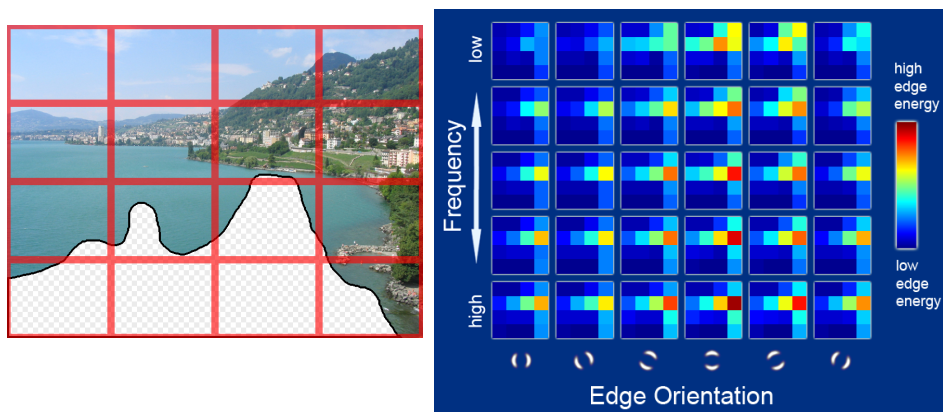 low
Frequency
high
Edge Orientation
high
edge
energy
low
edge
energy